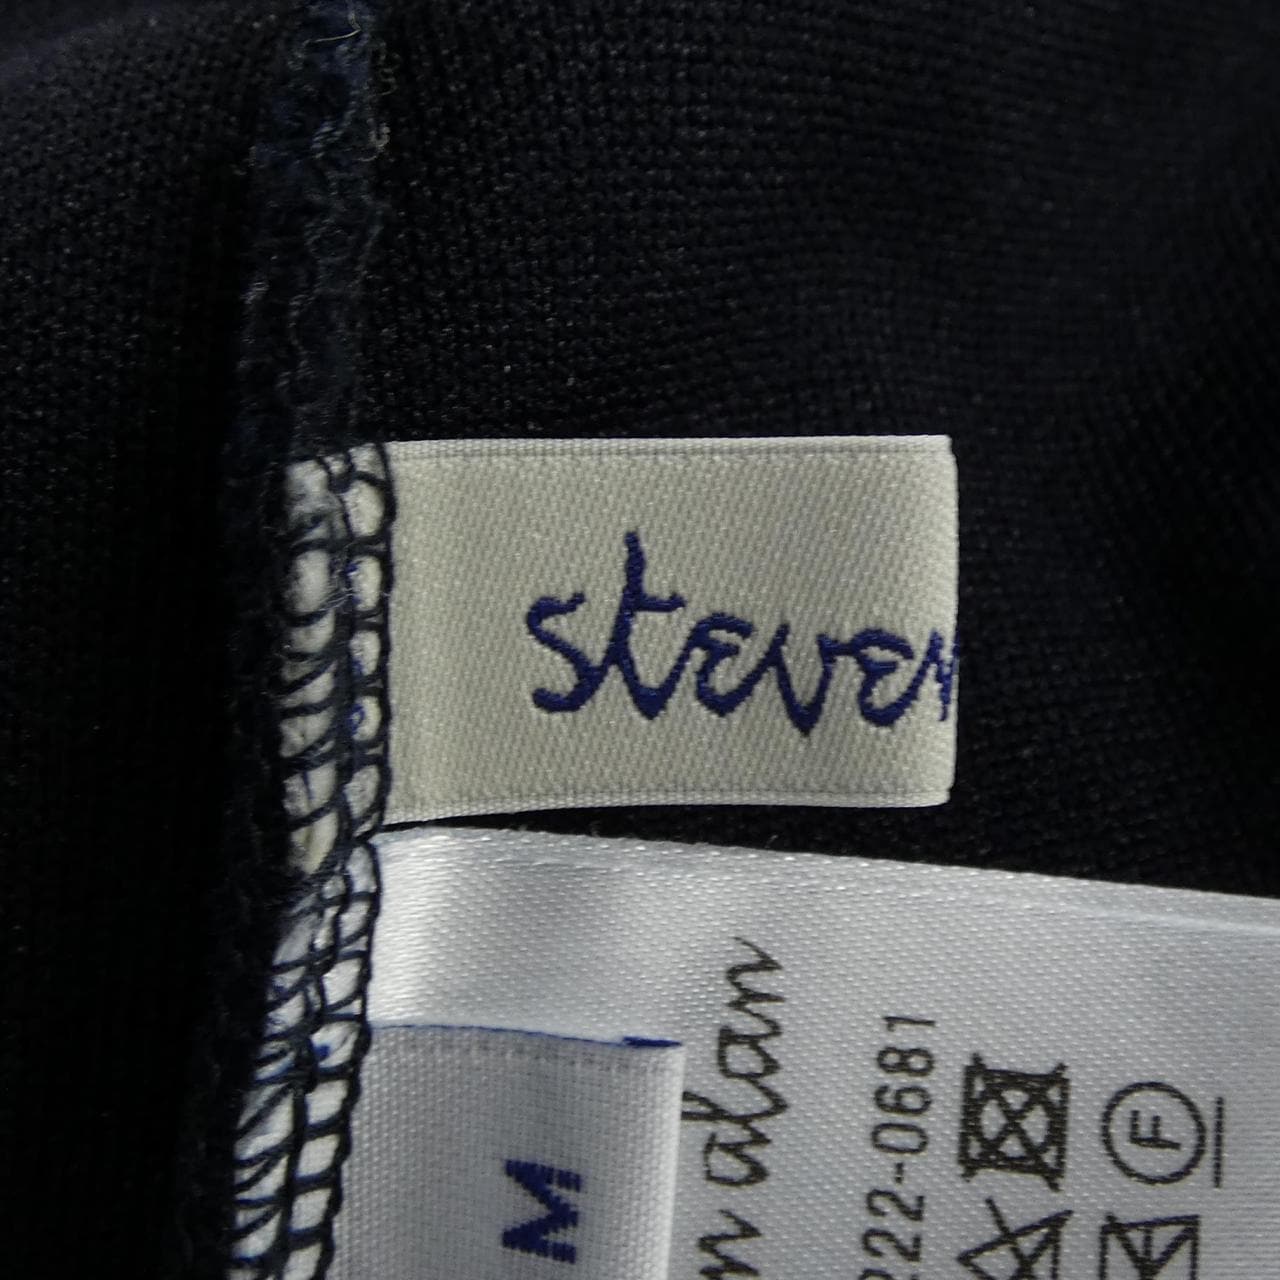 steven
M
n alan
222-0681
F